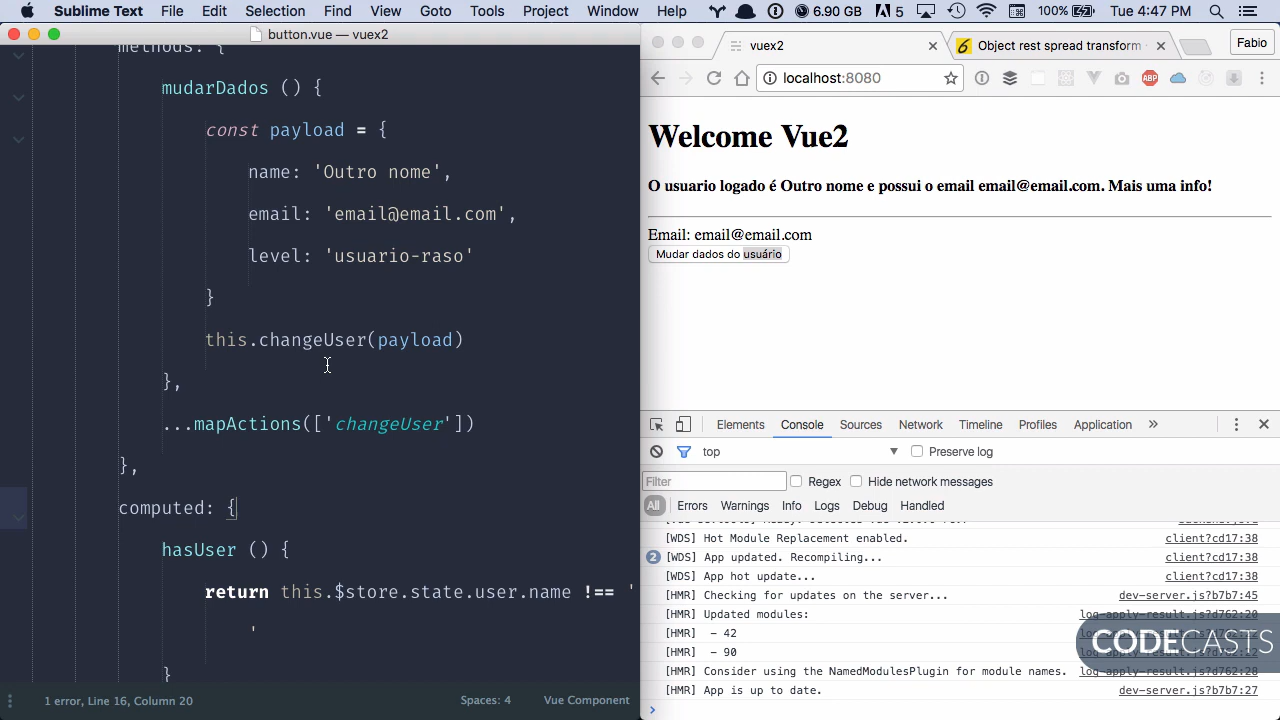 Sublime Text File Edit Selection Find View Goto Tools Project Window Help 6.90 GB 5 100% Tue 4:47 PM
button.vue — vuex2
methods: {
mudarDados () {
const payload = {
name: 'Outro nome',
email: 'email@email.com',
level: 'usuario-raso'
}
this.changeUser(payload)
},
...mapActions(['changeUser'])
},
computed: {
hasUser () {
return this.$store.state.user.name !== '
'
}
1 error, Line 16, Column 20 Spaces: 4 Vue Component
vuex2 Object rest spread transform Fabio
localhost:8080 ABP
Welcome Vue2
O usuario logado é Outro nome e possui o email email@email.com. Mais uma info!
Email: email@email.com
Mudar dados do usuário
Elements Console Sources Network Timeline Profiles Application »
top Preserve log
Filter Regex Hide network messages
All Errors Warnings Info Logs Debug Handled
[WDS] Hot Module Replacement enabled. client?cd17:38
2 [WDS] App updated. Recompiling... client?cd17:38
[WDS] App hot update... client?cd17:38
[HMR] Checking for updates on the server... dev-server.js?b7b7:45
[HMR] Updated modules:
[HMR] - 42
[HMR] - 90
[HMR] Consider using the NamedModulesPlugin for module names. log-apply-result.js?d762:28
[HMR] App is up to date. dev-server.js?b7b7:27
CODECASTS